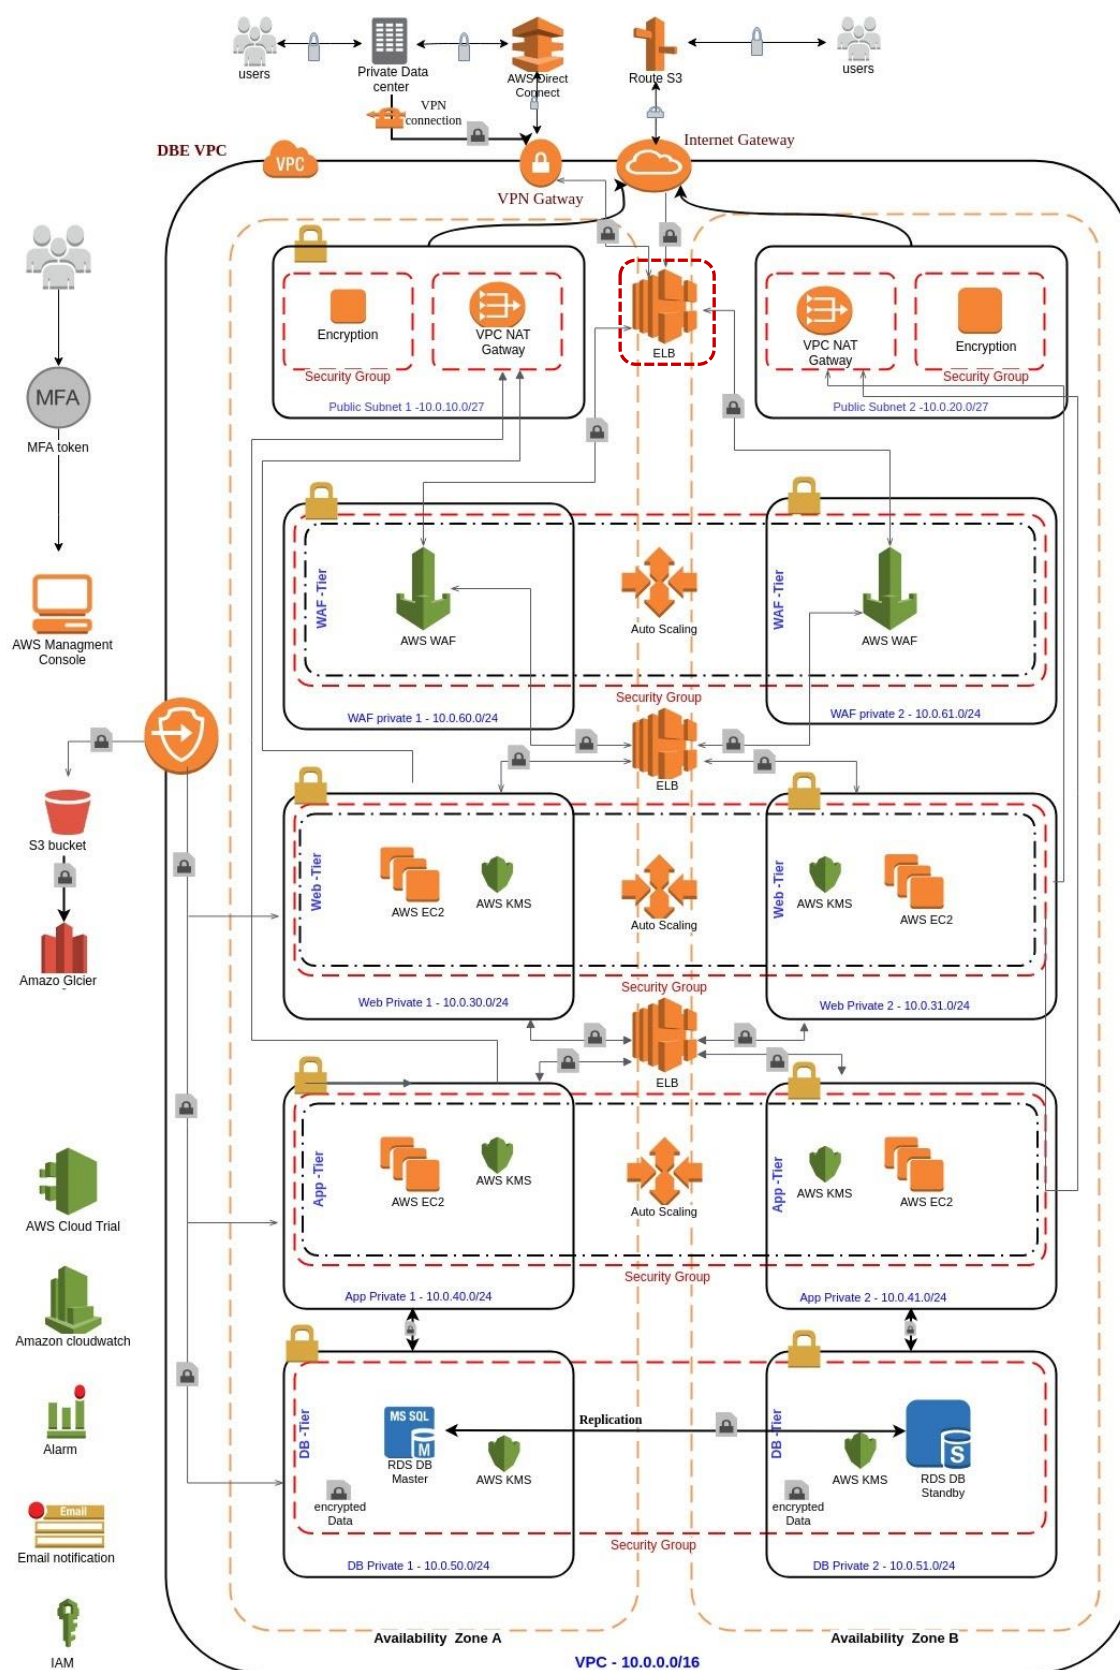 users
Private Data
center
AWS Direct
Connect
Route S3
users
VPN
connection
Internet Gateway
DBE VPC
VPC
VPN Gatway
Encryption
Security Group
VPC NAT
Gatway
Public Subnet 1 -10.0.10.0/27
ELB
VPC NAT
Gatway
Encryption
Security Group
Public Subnet 2 -10.0.20.0/27
MFA
MFA token
AWS Managment
Console
WAF -Tier
AWS WAF
Auto Scaling
WAF -Tier
AWS WAF
Security Group
WAF private 1 - 10.0.60.0/24
WAF private 2 - 10.0.61.0/24
ELB
S3 bucket
Amazo Glcier
Web -Tier
AWS EC2
AWS KMS
Auto Scaling
Web -Tier
AWS KMS
AWS EC2
Security Group
Web Private 1 - 10.0.30.0/24
Web Private 2 - 10.0.31.0/24
ELB
App -Tier
AWS EC2
AWS KMS
Auto Scaling
App -Tier
AWS KMS
AWS EC2
Security Group
App Private 1 - 10.0.40.0/24
App Private 2 - 10.0.41.0/24
AWS Cloud Trial
Amazon cloudwatch
Alarm
Email
Email notification
IAM
DB -Tier
MS SQL
M
RDS DB
Master
AWS KMS
encrypted
Data
Replication
DB -Tier
AWS KMS
S
RDS DB
Standby
encrypted
Data
Security Group
DB Private 1 - 10.0.50.0/24
DB Private 2 - 10.0.51.0/24
Availability Zone A
Availability Zone B
VPC - 10.0.0.0/16